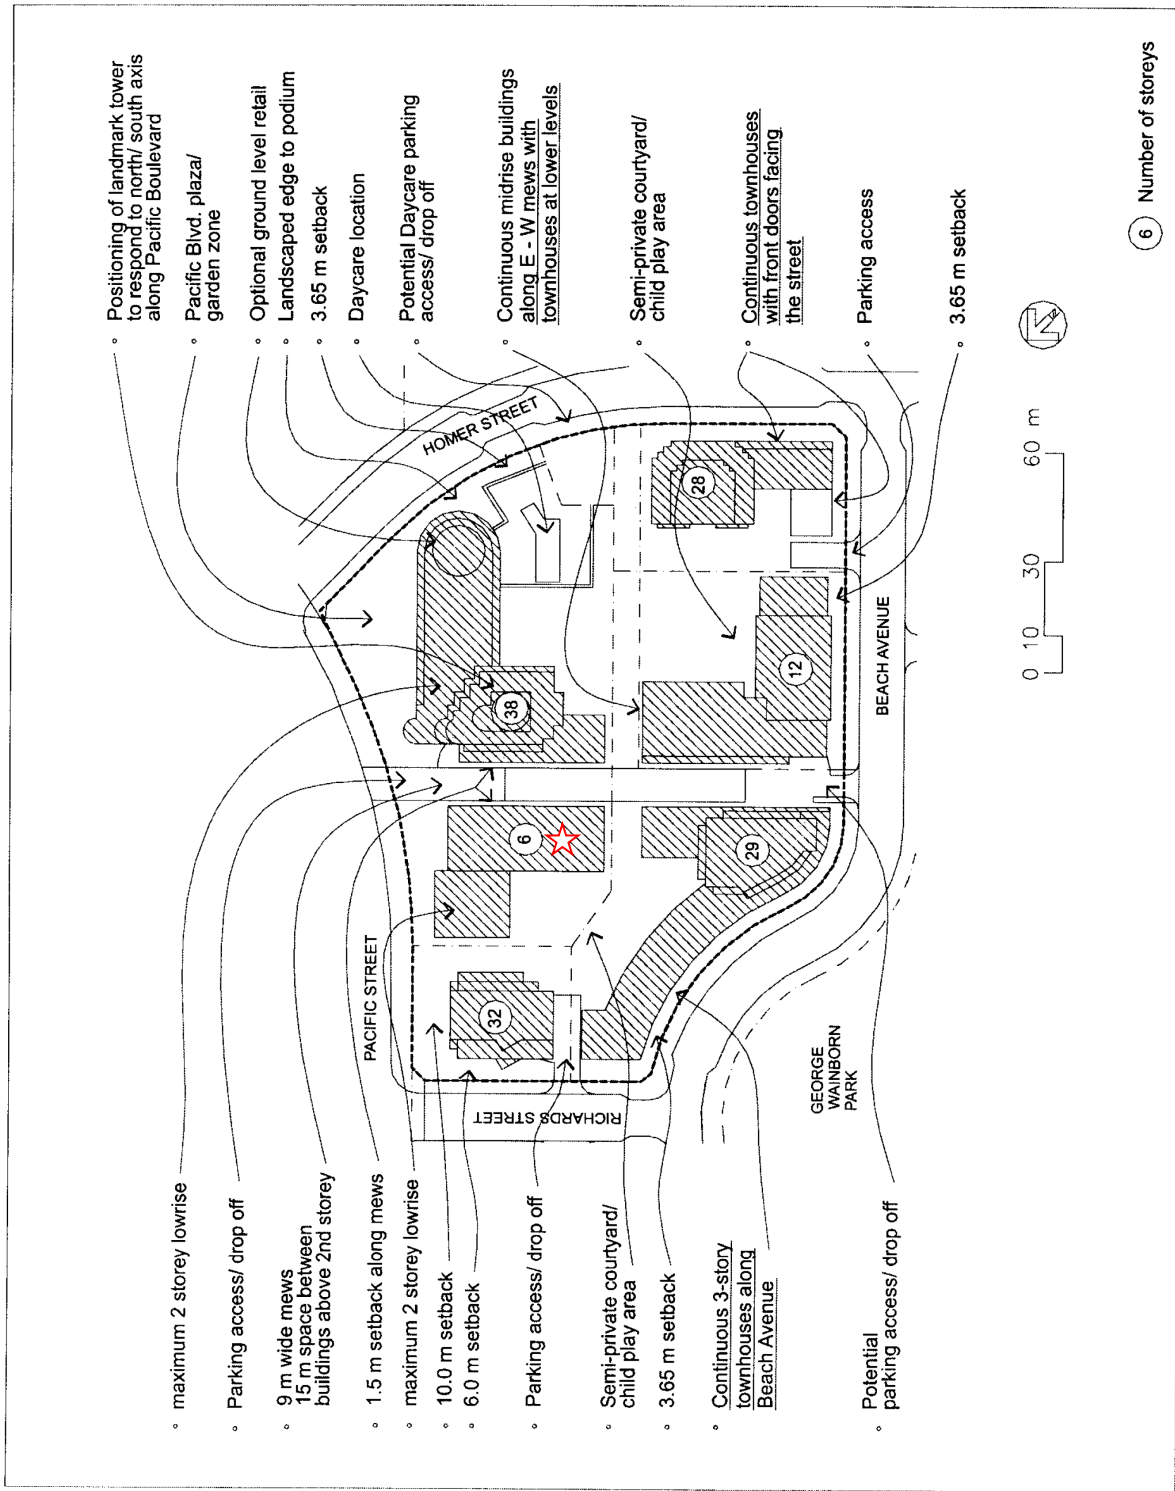 Positioning of landmark tower
to respond to north/ south axis
along Pacific Boulevard
Pacific Blvd. plaza/
garden zone
Optional ground level retail
Landscaped edge to podium
3.65 m setback
Daycare location
Potential Daycare parking
access/ drop off
Continuous midrise buildings
along E - W mews with
townhouses at lower levels
Semi-private courtyard/
child play area
Continuous townhouses
with front doors facing
the street
Parking access
3.65 m setback
6 Number of storeys
HOMER STREET
PACIFIC STREET
RICHARDS STREET
BEACH AVENUE
GEORGE
WAINBORN
PARK
28
38
12
6
29
32
0 10 30 60 m
maximum 2 storey lowrise
Parking access/ drop off
9 m wide mews
15 m space between
buildings above 2nd storey
1.5 m setback along mews
maximum 2 storey lowrise
10.0 m setback
6.0 m setback
Parking access/ drop off
Semi-private courtyard/
child play area
3.65 m setback
Continuous 3-story
townhouses along
Beach Avenue
Potential
parking access/ drop off